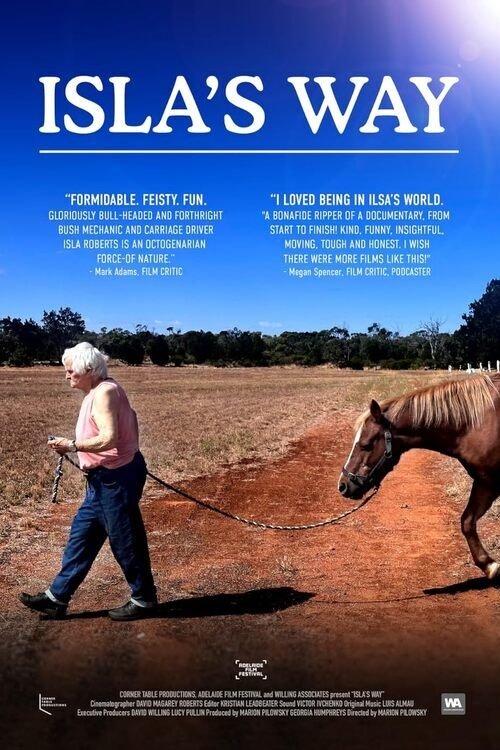 ISLA'S WAY
"FORMIDABLE. FEISTY. FUN.
GLORIOUSLY BULL-HEADED AND FORTHRIGHT
BUSH MECHANIC AND CARRIAGE DRIVER
ISLA ROBERTS IS AN OCTOGENARIAN
FORCE-OF NATURE."
- Mark Adams, FILM CRITIC
"I LOVED BEING IN ILSA'S WORLD.
"A BONAFIDE RIPPER OF A DOCUMENTARY, FROM
START TO FINISH! KIND, FUNNY, INSIGHTFUL,
MOVING, TOUGH AND HONEST. I WISH
THERE WERE MORE FILMS LIKE THIS!"
- Megan Spencer, FILM CRITIC, PODCASTER
ADELAIDE
FILM
FESTIVAL
CORNER
TABLE
PRODUCTIONS
CORNER TABLE PRODUCTIONS, ADELAIDE FILM FESTIVAL and WILLING ASSOCIATES present "ISLA'S WAY"
Cinematographer DAVID MAGAREY ROBERTS Editor KRISTIAN LEADBEATER Sound VICTOR IVCHENKO Original Music LUIS ALMAU
Executive Producers DAVID WILLING LUCY PULLIN Produced by MARION PILOWSKY GEORGIA HUMPHREYS Directed by MARION PILOWSKY
WA